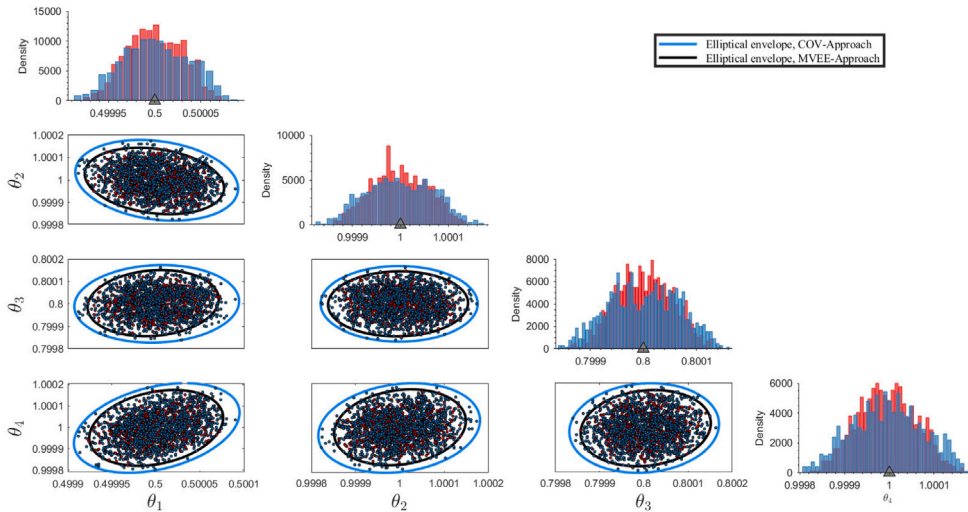 15000
10000
5000
0
Density
0.49995 0.5 0.50005
Elliptical envelope, COV-Approach
Elliptical envelope, MVEE-Approach
1.0002
1.0001
1
0.9999
0.9998
θ2
10000
5000
0
Density
0.9999 1 1.0001
0.8002
0.8001
0.8
0.7999
0.7998
θ3
8000
6000
4000
2000
0
Density
0.7999 0.8 0.8001
1.0002
1.0001
1
0.9999
0.9998
θ4
0.4999 0.49995 0.5 0.50005 0.5001
θ1
0.9998 0.9999 1 1.0001 1.0002
θ2
0.7998 0.7999 0.8 0.8001 0.8002
θ3
6000
4000
2000
0
Density
0.9998 0.9999 1 1.0001
θ4